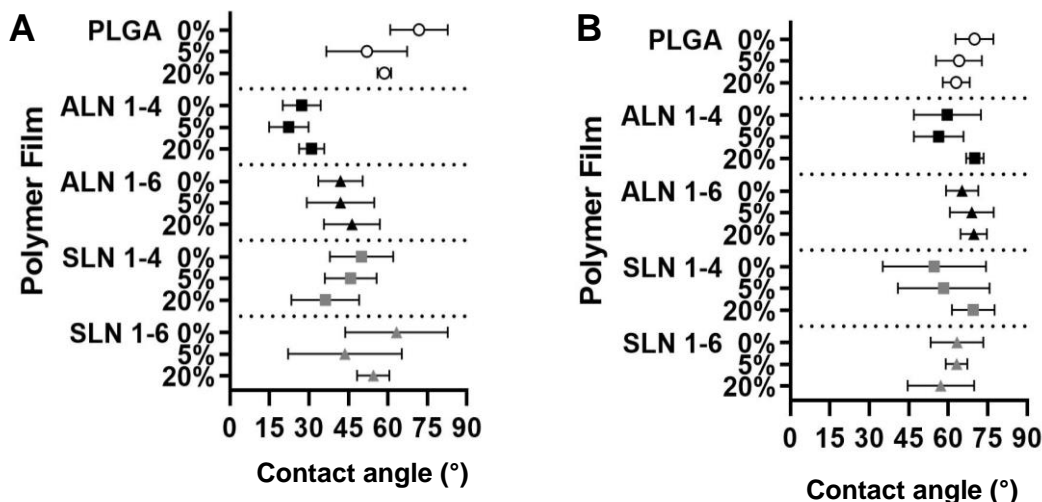 A
Polymer Film
PLGA 0%
5%
20%
ALN 1-4 0%
5%
20%
ALN 1-6 0%
5%
20%
SLN 1-4 0%
5%
20%
SLN 1-6 0%
5%
20%
0 15 30 45 60 75 90
Contact angle (°)
B
Polymer Film
PLGA 0%
5%
20%
ALN 1-4 0%
5%
20%
ALN 1-6 0%
5%
20%
SLN 1-4 0%
5%
20%
SLN 1-6 0%
5%
20%
0 15 30 45 60 75 90
Contact angle (°)